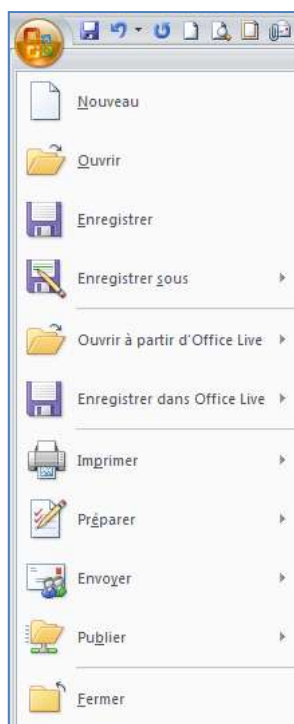 Nouveau
Ouvrir
Enregistrer
Enregistrer sous
Ouvrir à partir d'Office Live
Enregistrer dans Office Live
Imprimer
Préparer
Envoyer
Publier
Fermer